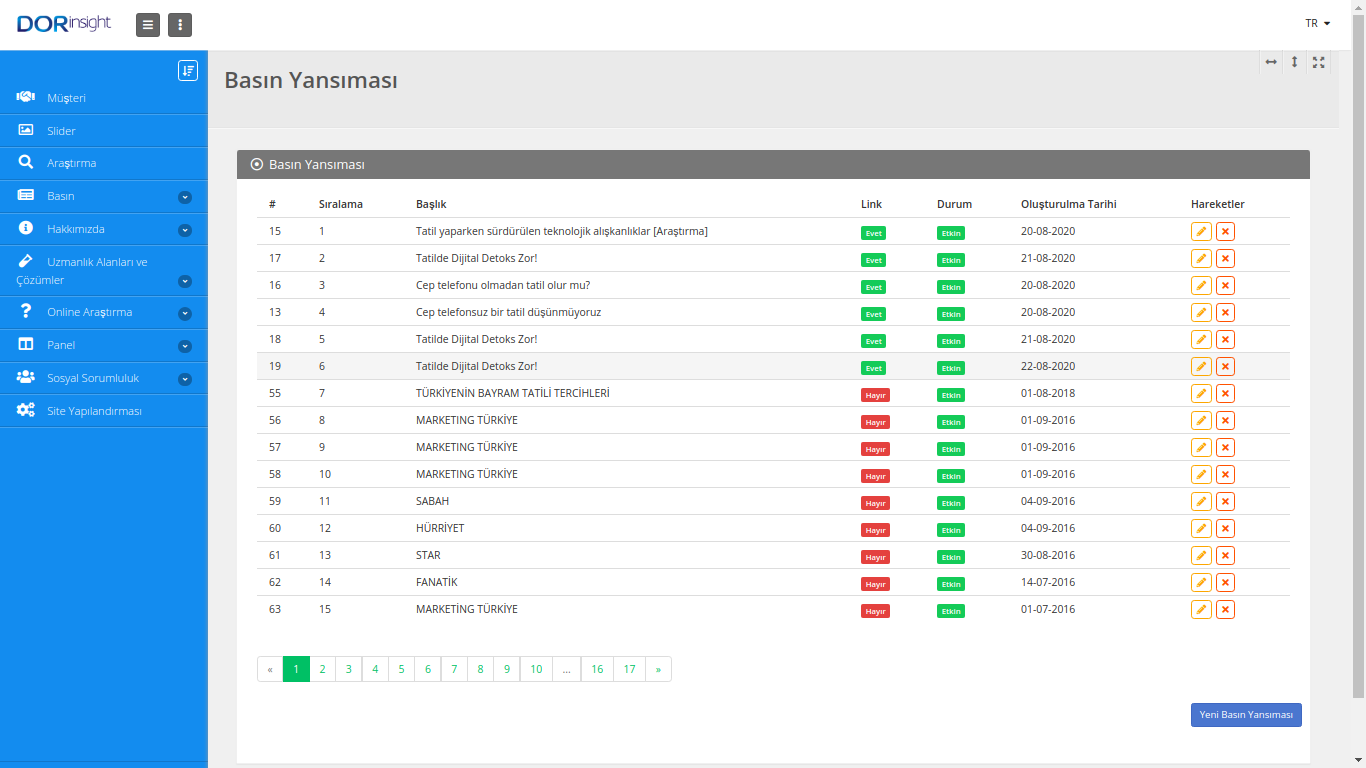 DORinsight
TR
Müşteri
Slider
Araştırma
Basın
Hakkımızda
Uzmanlık Alanları ve
Çözümler
Online Araştırma
Panel
Sosyal Sorumluluk
Site Yapılandırması
Basın Yansıması
Basın Yansıması
# Sıralama Başlık Link Durum Oluşturulma Tarihi Hareketler
15 1 Tatil yaparken sürdürülen teknolojik alışkanlıklar [Araştırma] Evet Etkin 20-08-2020
17 2 Tatilde Dijital Detoks Zor! Evet Etkin 21-08-2020
16 3 Cep telefonu olmadan tatil olur mu? Evet Etkin 20-08-2020
13 4 Cep telefonsuz bir tatil düşünmüyoruz Evet Etkin 20-08-2020
18 5 Tatilde Dijital Detoks Zor! Evet Etkin 21-08-2020
19 6 Tatilde Dijital Detoks Zor! Evet Etkin 22-08-2020
55 7 TÜRKİYENİN BAYRAM TATİLİ TERCİHLERİ Hayır Etkin 01-08-2018
56 8 MARKETING TÜRKİYE Hayır Etkin 01-09-2016
57 9 MARKETING TÜRKİYE Hayır Etkin 01-09-2016
58 10 MARKETING TÜRKİYE Hayır Etkin 01-09-2016
59 11 SABAH Hayır Etkin 04-09-2016
60 12 HÜRRİYET Hayır Etkin 04-09-2016
61 13 STAR Hayır Etkin 30-08-2016
62 14 FANATİK Hayır Etkin 14-07-2016
63 15 MARKETİNG TÜRKİYE Hayır Etkin 01-07-2016
« 1 2 3 4 5 6 7 8 9 10 ... 16 17 »
Yeni Basın Yansıması